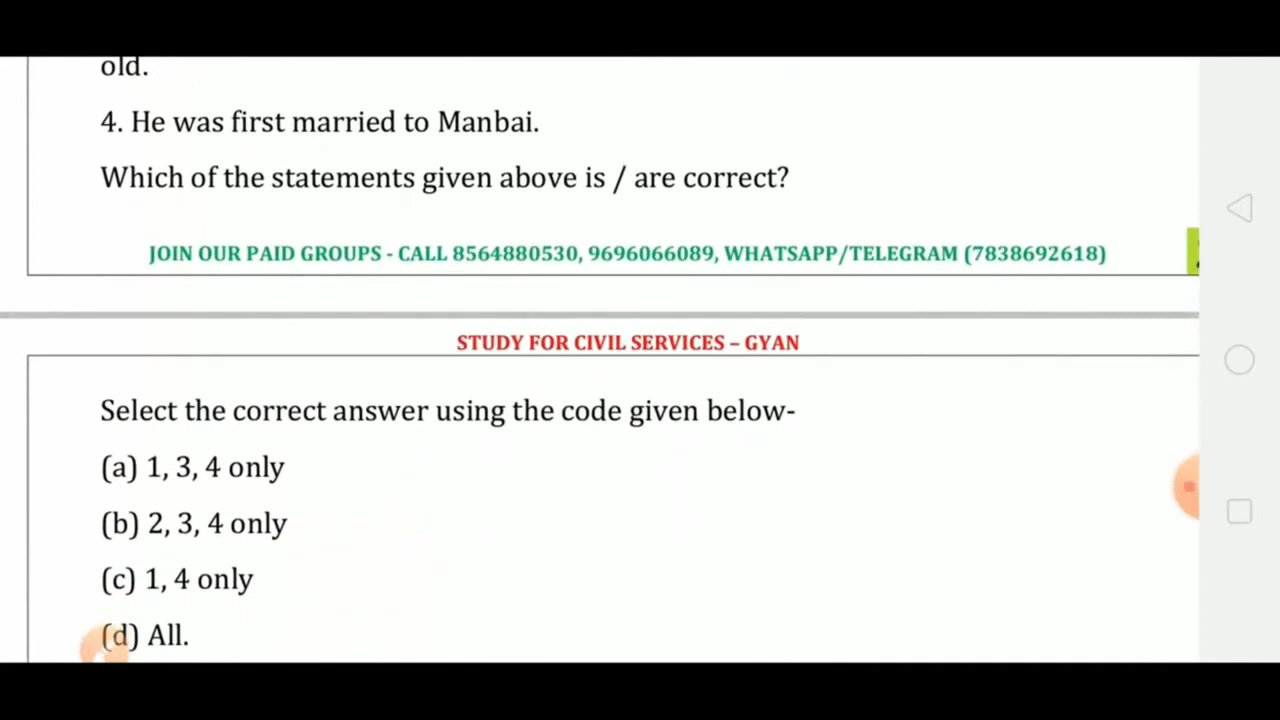 old.
4. He was first married to Manbai.
Which of the statements given above is / are correct?
JOIN OUR PAID GROUPS - CALL 8564880530, 9696066089, WHATSAPP/TELEGRAM (7838692618)
STUDY FOR CIVIL SERVICES – GYAN
Select the correct answer using the code given below-
(a) 1, 3, 4 only
(b) 2, 3, 4 only
(c) 1, 4 only
(d) All.